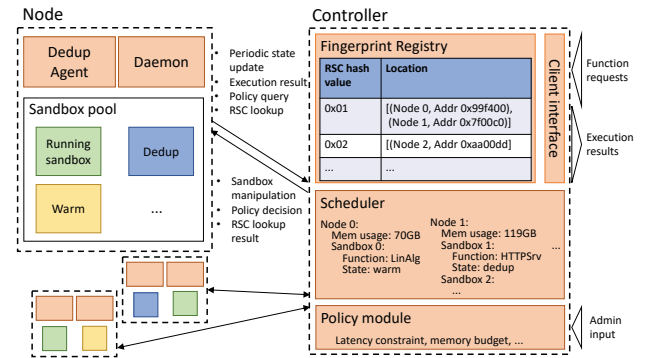 Node
Dedup
Agent
Daemon
Sandbox pool
Running
sandbox
Dedup
Warm
...
• Periodic state
update
• Execution result
• Policy query
• RSC lookup
• Sandbox
manipulation
• Policy decision
• RSC lookup
result
Controller
Fingerprint Registry
RSC hash
value
Location
0x01
[(Node 0, Addr 0x99f400),
(Node 1, Addr 0x7f00c0)]
0x02
[(Node 2, Addr 0xaa00dd]
...
...
Client interface
Function
requests
Execution
results
Scheduler
Node 0:
Mem usage: 70GB
Sandbox 0:
Function: LinAlg
State: warm
Node 1:
Mem usage: 119GB
Sandbox 1:
Function: HTTPSrv
State: dedup
Sandbox 2:
...
...
Policy module
Latency constraint, memory budget, ...
Admin
input